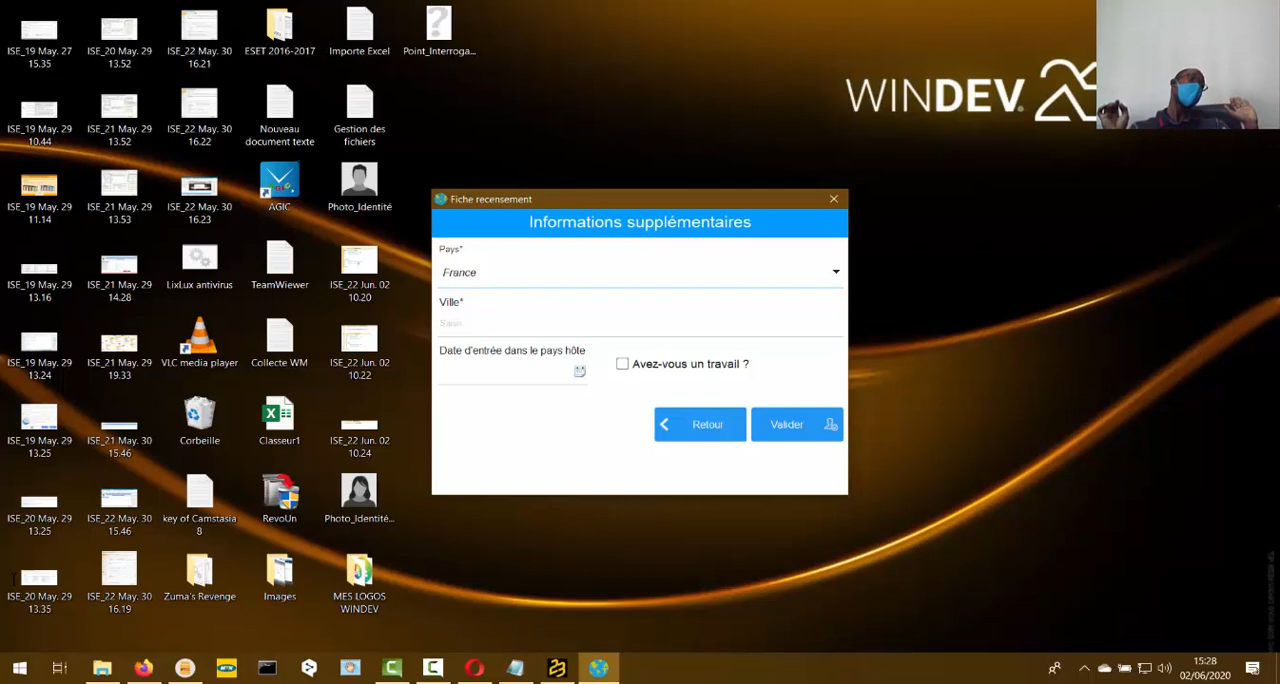 ISE_19 May. 27
15.35
ISE_20 May. 29
13.52
ISE_22 May. 30
16.21
ESET 2016-2017
Importe Excel
Point_Interroga...
ISE_19 May. 29
10.44
ISE_21 May. 29
13.52
ISE_22 May. 30
16.22
Nouveau
document texte
Gestion des
fichiers
WINDEV
ISE_19 May. 29
11.14
ISE_21 May. 29
13.53
ISE_22 May. 30
16.23
AGIC
Photo_Identité
ISE_19 May. 29
13.16
ISE_21 May. 29
14.28
LixLux antivirus
TeamWiewer
ISE_22 Jun. 02
10.20
ISE_19 May. 29
13.24
ISE_21 May. 29
19.33
VLC media player
Collecte WM
ISE_22 Jun. 02
10.22
ISE_19 May. 29
13.25
ISE_21 May. 30
15.46
Corbeille
Classeur1
ISE_22 Jun. 02
10.24
ISE_20 May. 29
13.25
ISE_22 May. 30
15.46
key of Camstasia
8
RevoUn
Photo_Identité...
ISE_20 May. 29
13.35
ISE_22 May. 30
16.19
Zuma's Revenge
Images
MES LOGOS
WINDEV
Fiche recensement
Informations supplémentaires
Pays*
France
Ville*
Date d'entrée dans le pays hôte
Avez-vous un travail ?
Retour
Valider
15:28
02/06/2020